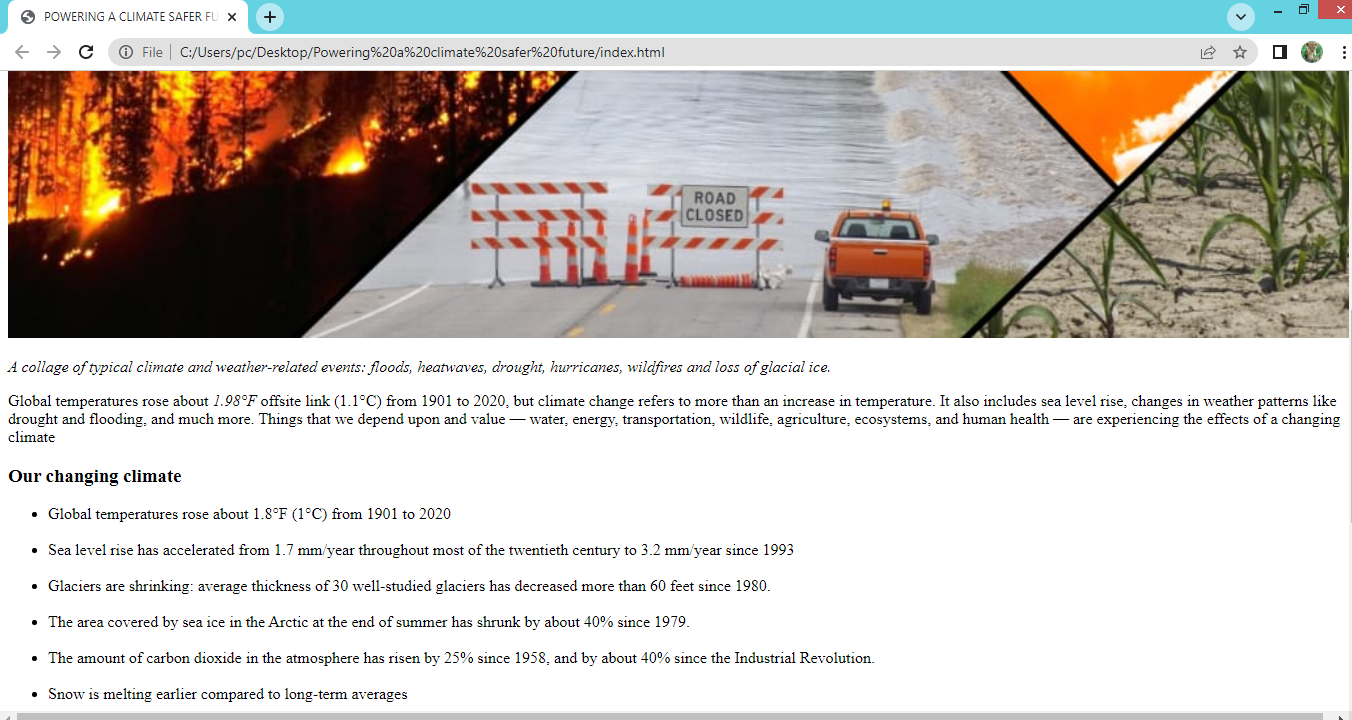 POWERING A CLIMATE SAFER FU
File
C:/Users/pc/Desktop/Powering%20a%20climate%20safer%20future/index.html
ROAD
CLOSED
A collage of typical climate and weather-related events: floods, heatwaves, drought, hurricanes, wildfires and loss of glacial ice.
Global temperatures rose about 1.98°F offsite link (1.1°C) from 1901 to 2020, but climate change refers to more than an increase in temperature. It also includes sea level rise, changes in weather patterns like
drought and flooding, and much more. Things that we depend upon and value — water, energy, transportation, wildlife, agriculture, ecosystems, and human health — are experiencing the effects of a changing
climate
Our changing climate
• Global temperatures rose about 1.8°F (1°C) from 1901 to 2020
• Sea level rise has accelerated from 1.7 mm/year throughout most of the twentieth century to 3.2 mm/year since 1993
• Glaciers are shrinking: average thickness of 30 well-studied glaciers has decreased more than 60 feet since 1980.
• The area covered by sea ice in the Arctic at the end of summer has shrunk by about 40% since 1979.
• The amount of carbon dioxide in the atmosphere has risen by 25% since 1958, and by about 40% since the Industrial Revolution.
• Snow is melting earlier compared to long-term averages